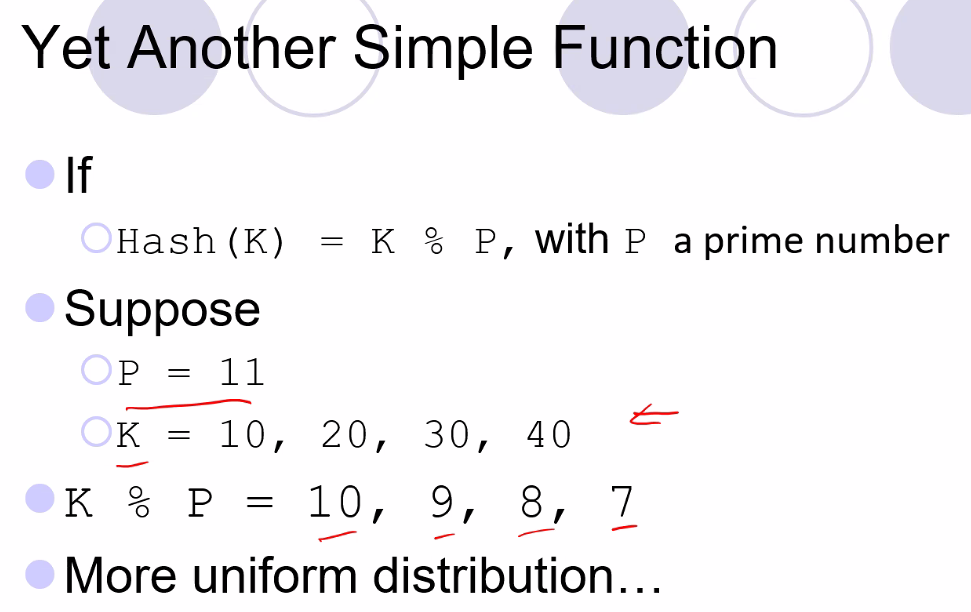 Yet Another Simple Function
If
Hash(K) = K % P, with P a prime number
Suppose
P = 11
K = 10, 20, 30, 40
K % P = 10, 9, 8, 7
More uniform distribution…